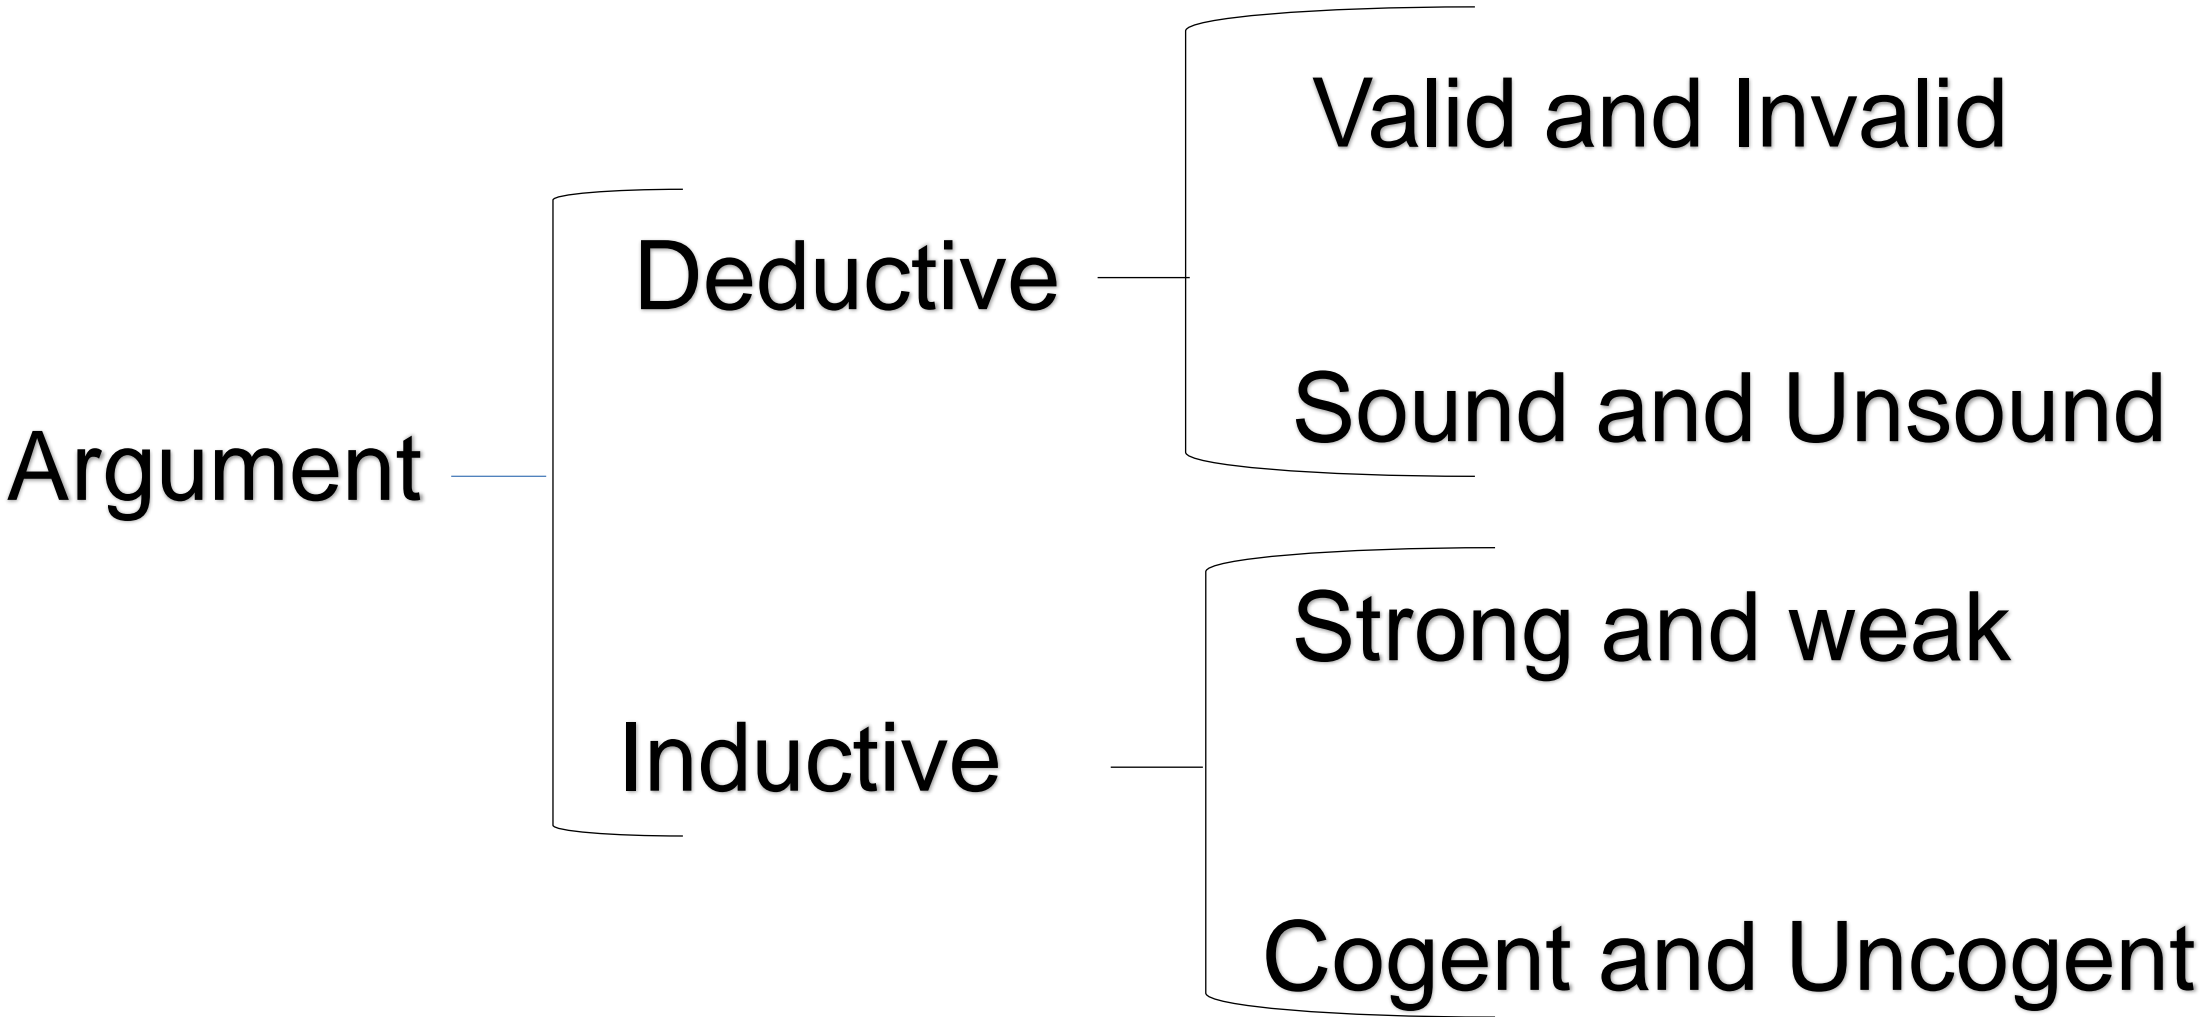 Valid and Invalid
Deductive
Sound and Unsound
Argument
Strong and weak
Inductive
Cogent and Uncogent